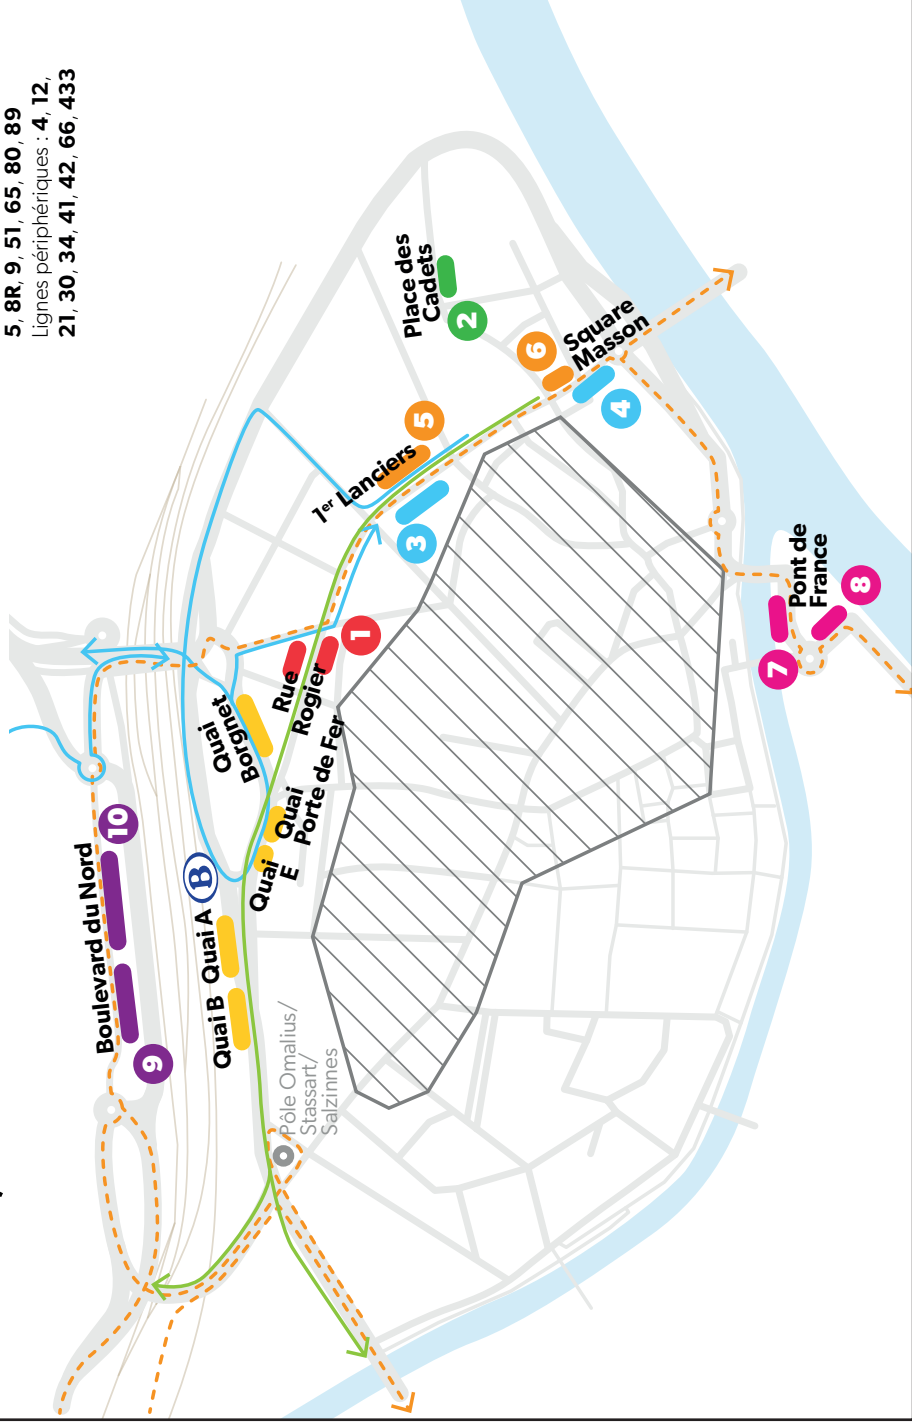 5, 8R, 9, 51, 65, 80, 89
Lignes périphériques : 4, 12,
21, 30, 34, 41, 42, 66, 433
Boulevard du Nord
9
10
Quai B
Quai A
B
Quai
Borgnet
Quai
E
Quai
Porte de Fer
Rue
Rogier
1
1er Lanciers
3
5
Place des
Cadets
2
6
Square
Masson
4
Pôle Omalius/
Stassart/
Salzinnes
Pont de
France
7
8